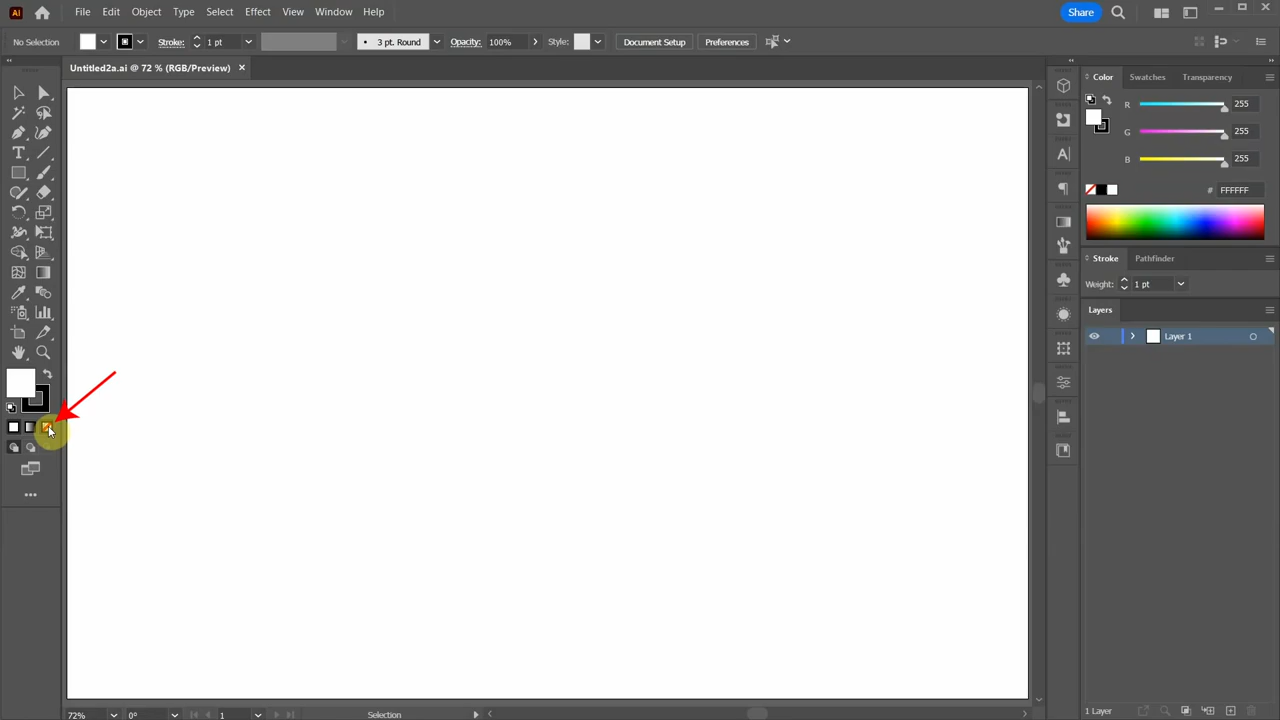 Ai File Edit Object Type Select Effect View Window Help Share
No Selection Stroke: 1 pt 3 pt. Round Opacity: 100% Style: Document Setup Preferences
Untitled2a.ai @ 72 % (RGB/Preview)
Color Swatches Transparency
R 255
G 255
B 255
# FFFFFF
Stroke Pathfinder
Weight: 1 pt
Layers
Layer 1
72% 0° 1 Selection 1 Layer